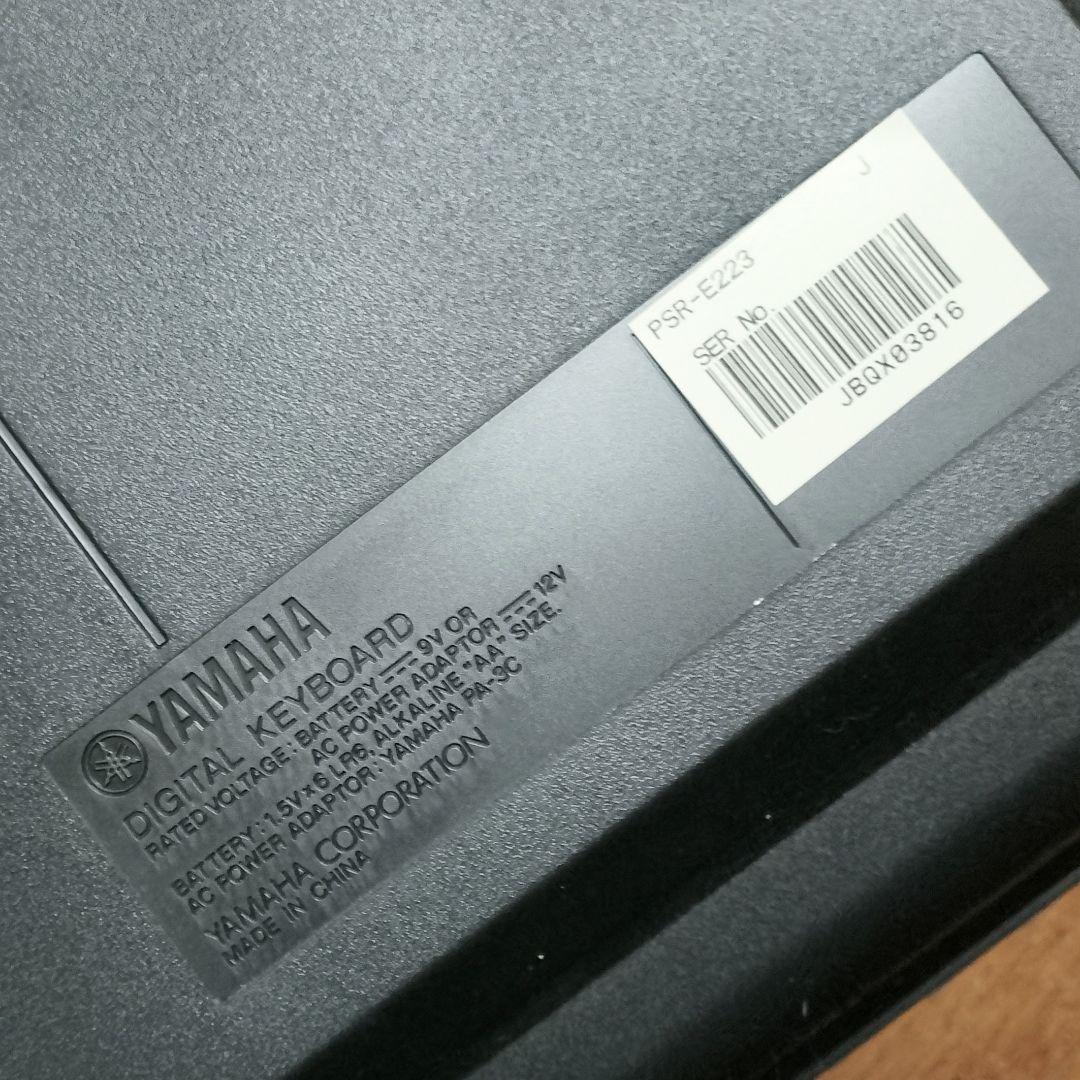 YAMAHA
DIGITAL KEYBOARD
RATED VOLTAGE: BATTERY ⎓ 9V OR
AC POWER ADAPTOR ⎓ 12V
BATTERY: 1.5V×6 LR6, ALKALINE "AA" SIZE.
AC POWER ADAPTOR: YAMAHA PA-3C
YAMAHA CORPORATION
MADE IN CHINA
PSR-E223 J
SER No.
JBQX03816